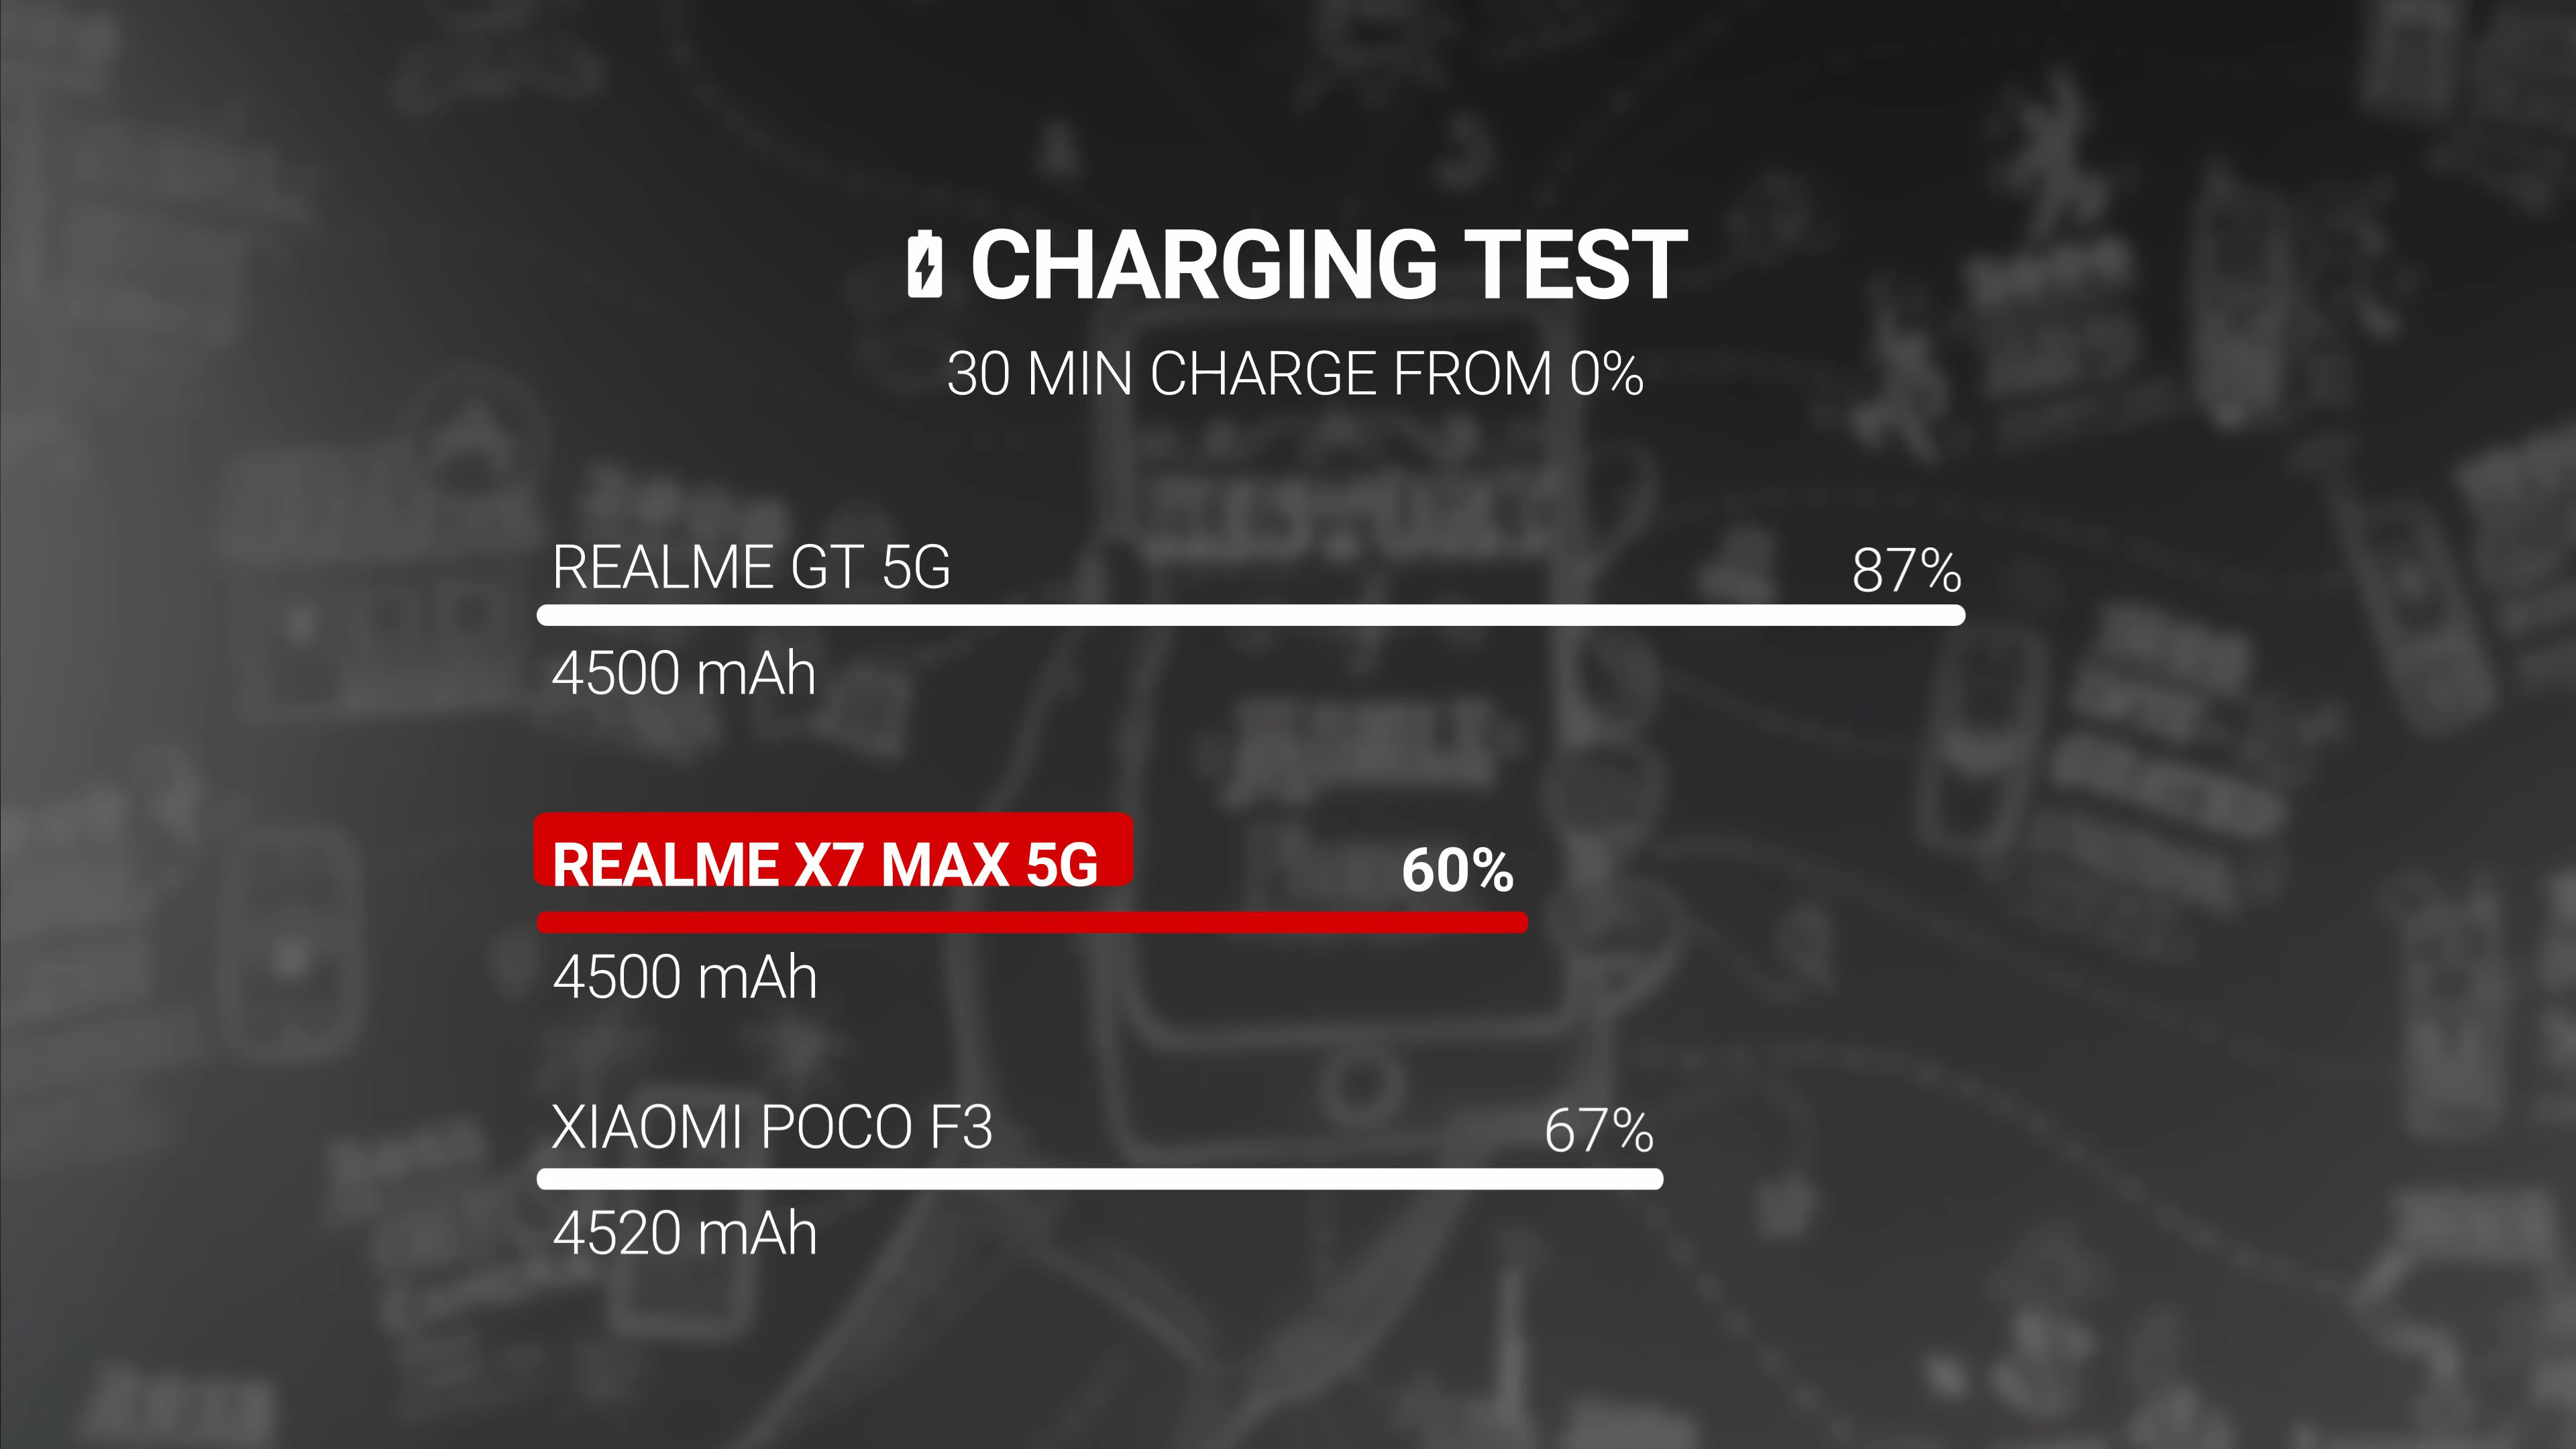 CHARGING TEST
30 MIN CHARGE FROM 0%
REALME GT 5G 87%
4500 mAh
REALME X7 MAX 5G 60%
4500 mAh
XIAOMI POCO F3 67%
4520 mAh